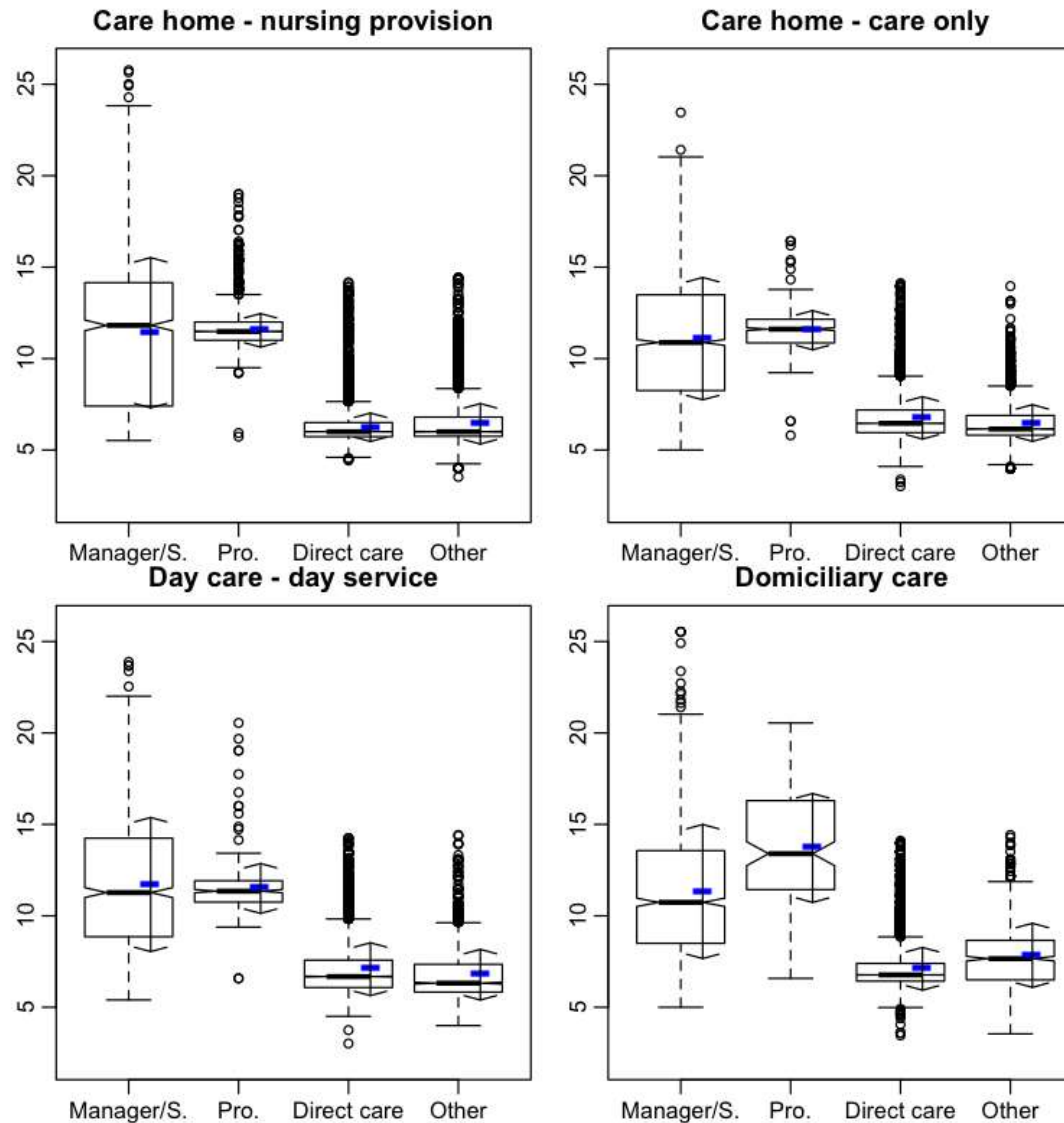 Care home - nursing provision
25
20
15
10
5
Manager/S. Pro. Direct care Other
Care home - care only
25
20
15
10
5
Manager/S. Pro. Direct care Other
Day care - day service
25
20
15
10
5
Manager/S. Pro. Direct care Other
Domiciliary care
25
20
15
10
5
Manager/S. Pro. Direct care Other